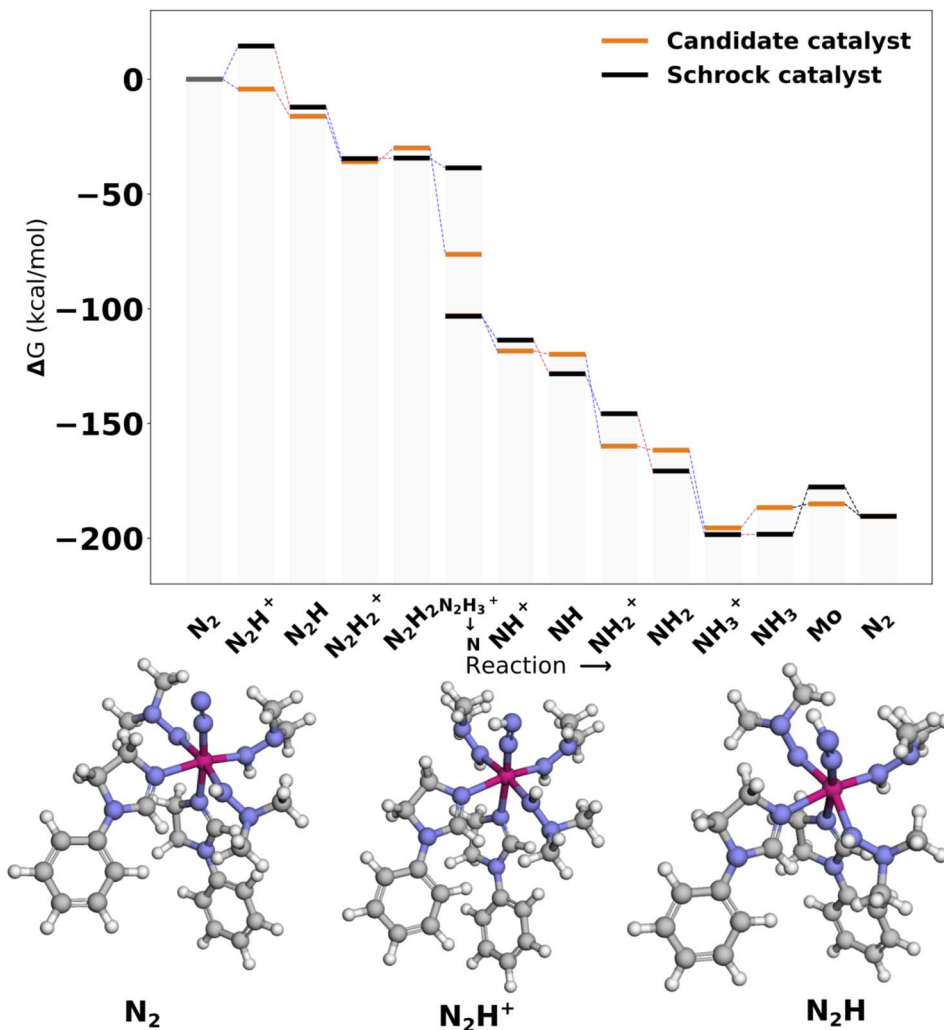 Candidate catalyst
Schrock catalyst
0
−50
−100
−150
−200
ΔG (kcal/mol)
N₂
N₂H⁺
N₂H
N₂H₂⁺
N₂H₂
N₂H₃⁺
↓
N
NH⁺
NH
NH₂⁺
NH₂
NH₃⁺
NH₃
Mo
N₂
Reaction →
N₂
N₂H⁺
N₂H